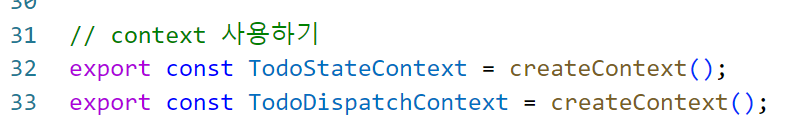 30
31 // context 사용하기
32 export const TodoStateContext = createContext();
33 export const TodoDispatchContext = createContext();